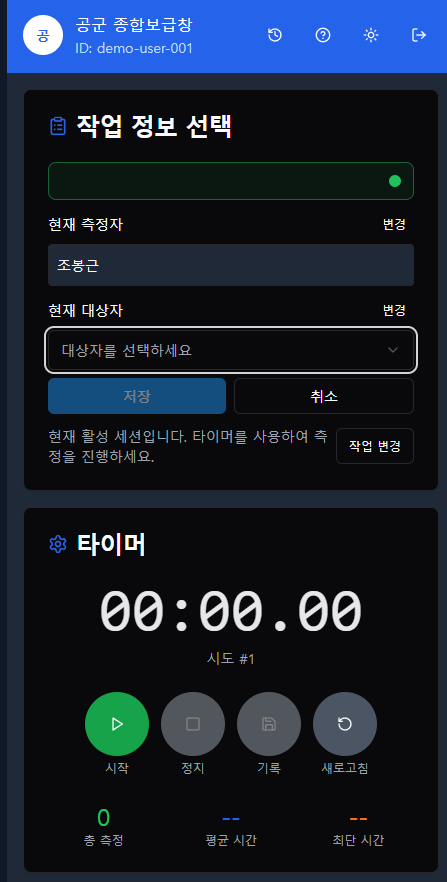 공
공군 종합보급창
ID: demo-user-001
작업 정보 선택
현재 측정자
변경
조봉근
현재 대상자
변경
대상자를 선택하세요
저장
취소
현재 활성 세션입니다. 타이머를 사용하여 측
정을 진행하세요.
작업 변경
타이머
00:00.00
시도 #1
시작
정지
기록
새로고침
0
--
--
총 측정
평균 시간
최단 시간